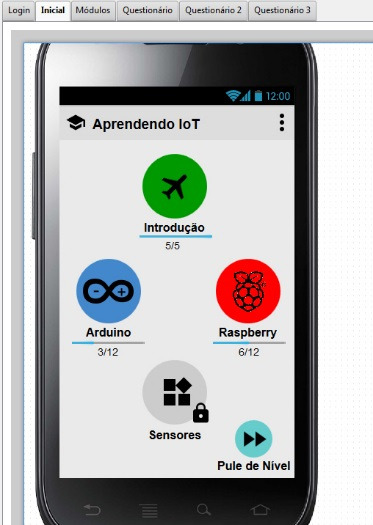 Login Inicial Módulos Questionário Questionário 2 Questionário 3
12:00
Aprendendo IoT
Introdução
5/5
Arduino Raspberry
3/12 6/12
Sensores
Pule de Nível